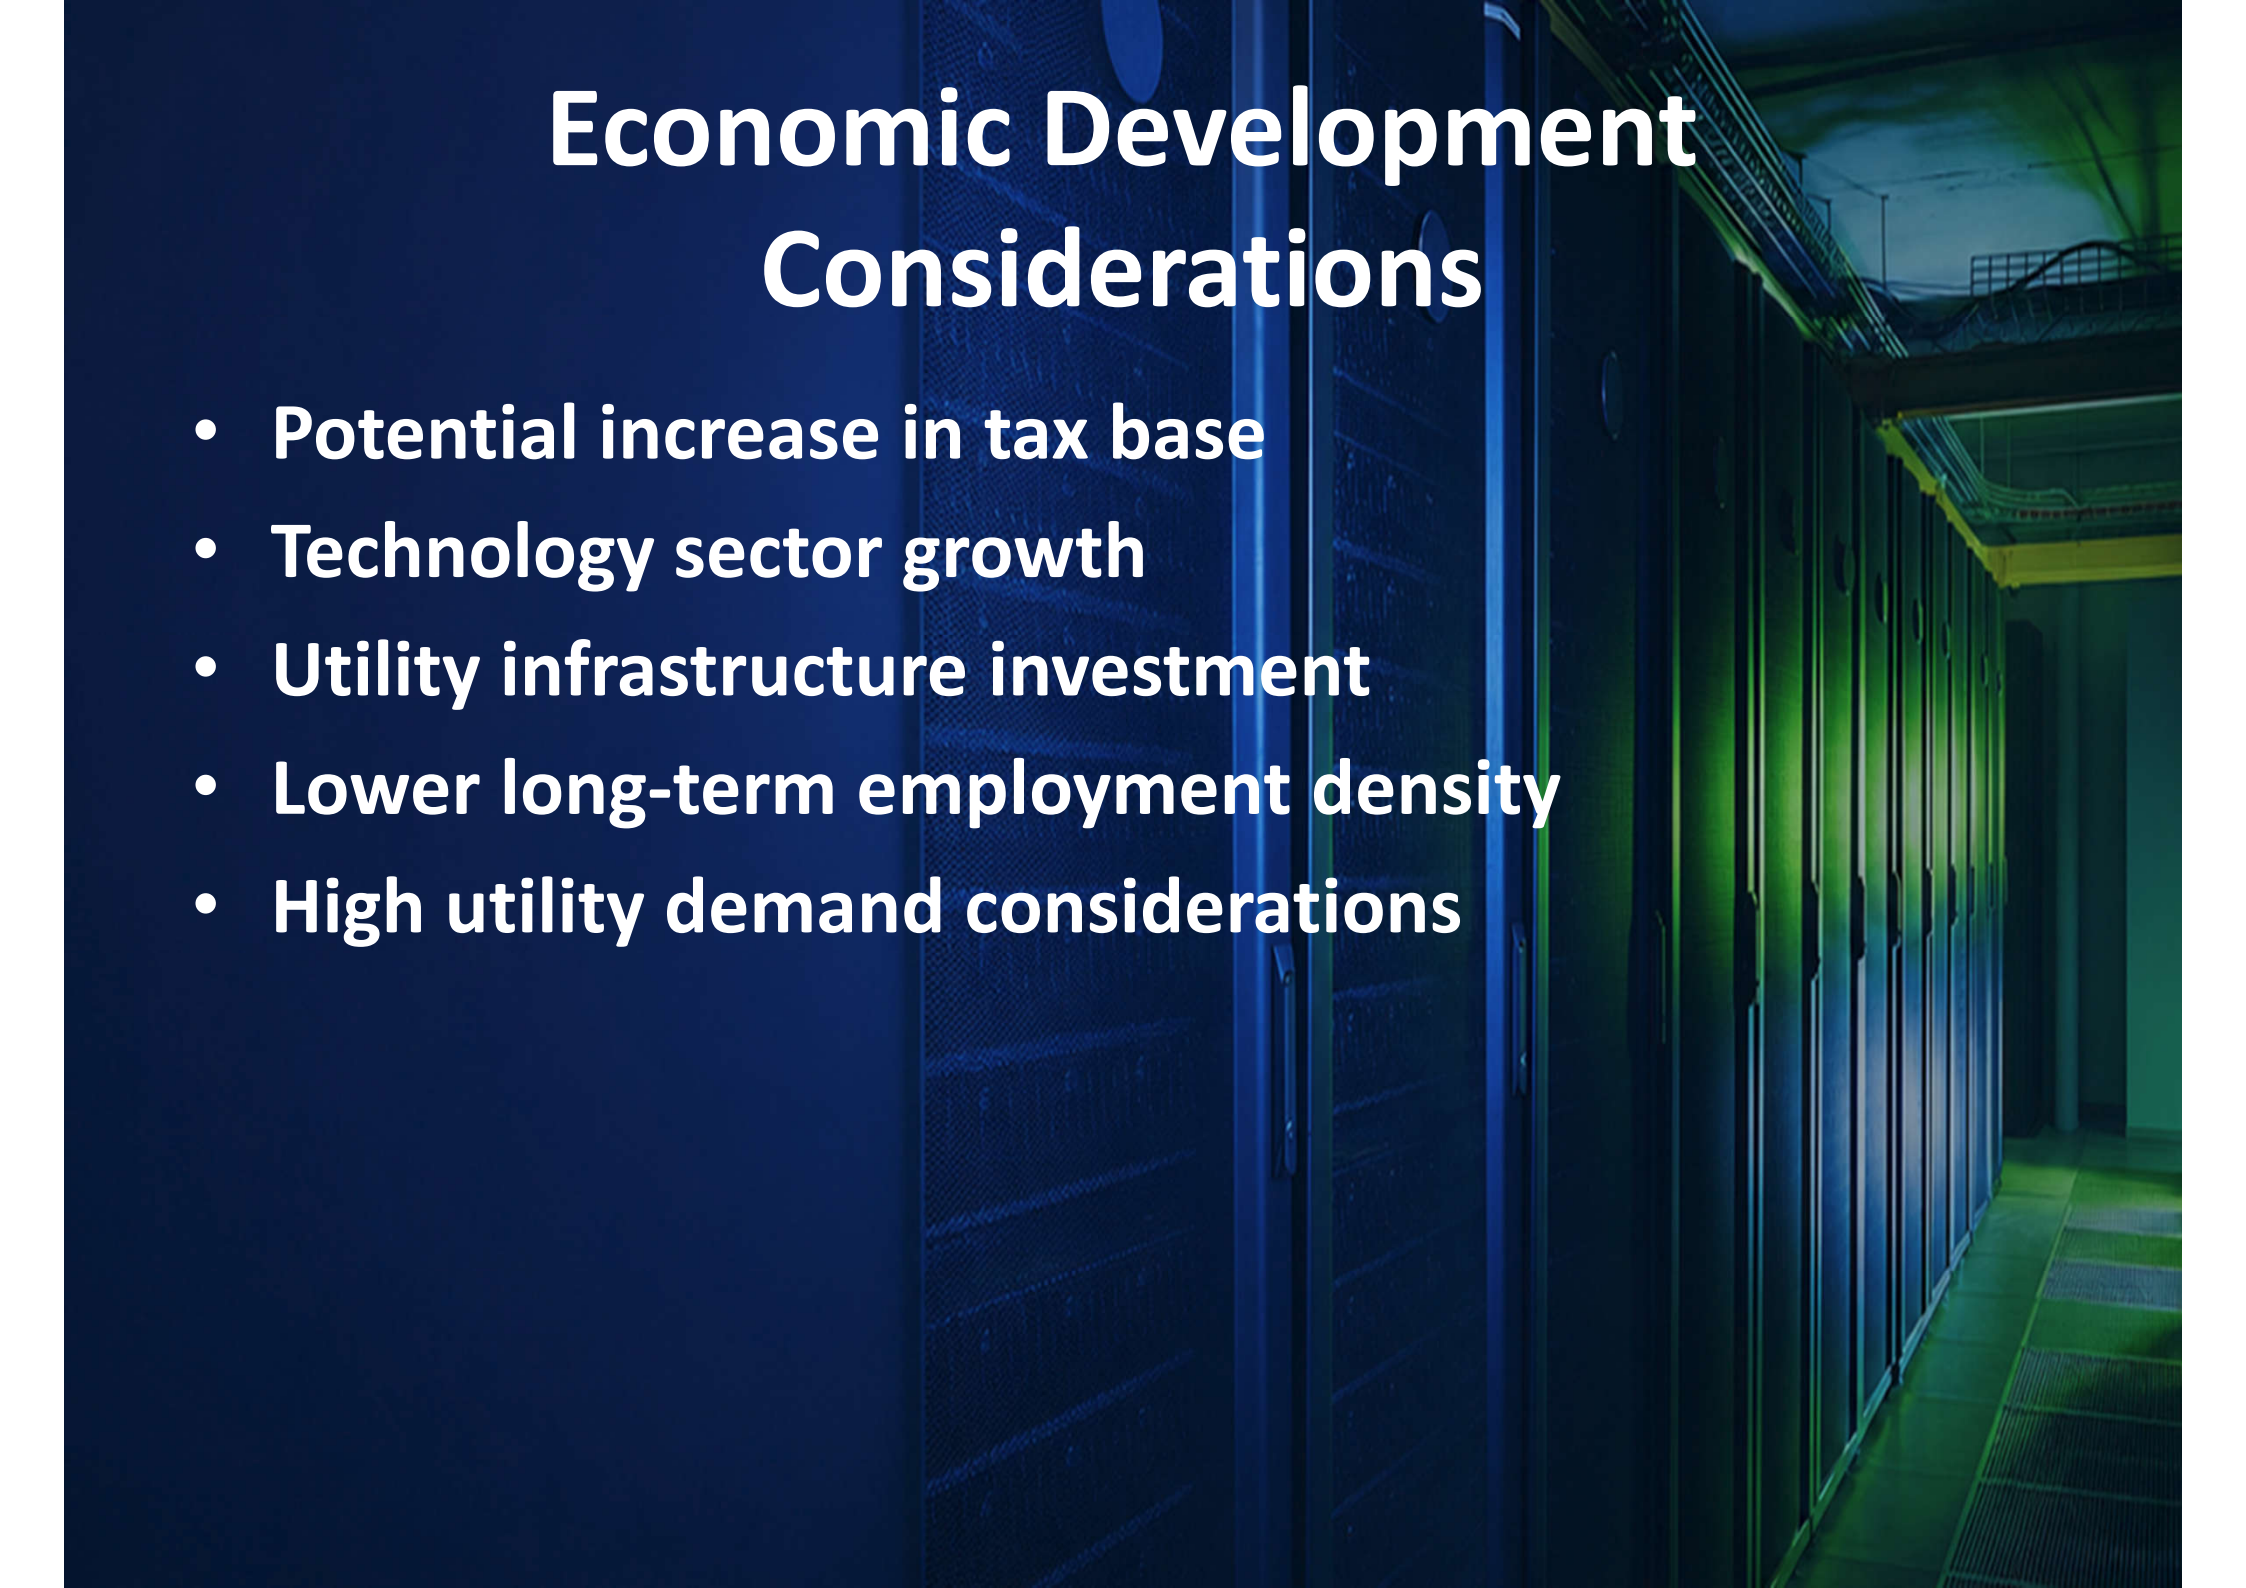 Economic Development
Considerations
• Potential increase in tax base
• Technology sector growth
• Utility infrastructure investment
• Lower long-term employment density
• High utility demand considerations